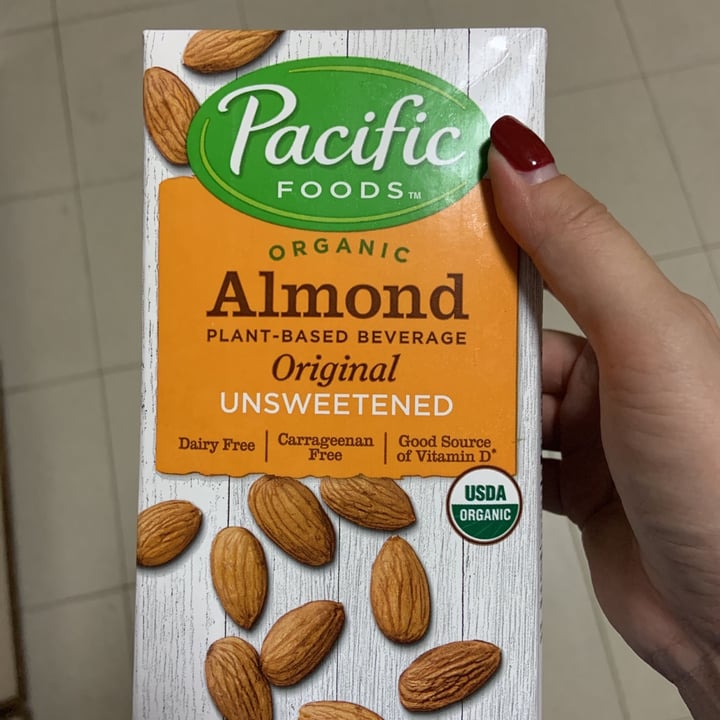 Pacific
FOODS™
ORGANIC
Almond
PLANT-BASED BEVERAGE
Original
UNSWEETENED
Dairy Free | Carrageenan Free | Good Source of Vitamin D*
USDA
ORGANIC